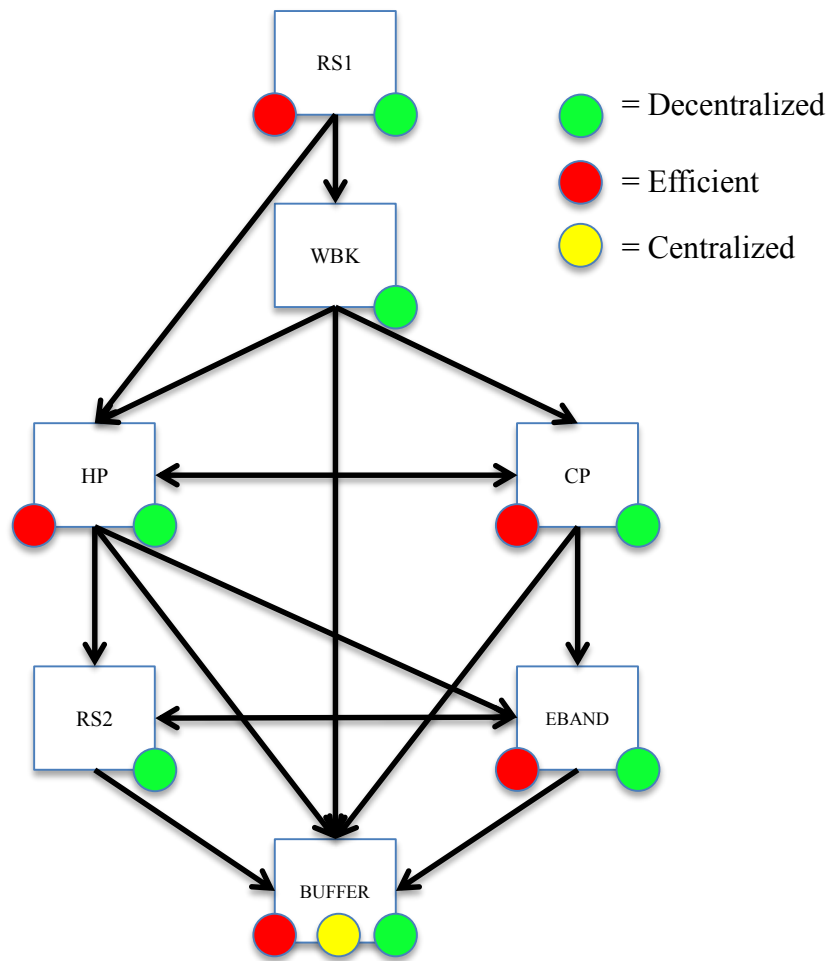 RS1
= Decentralized
= Efficient
= Centralized
WBK
HP
CP
RS2
EBAND
BUFFER